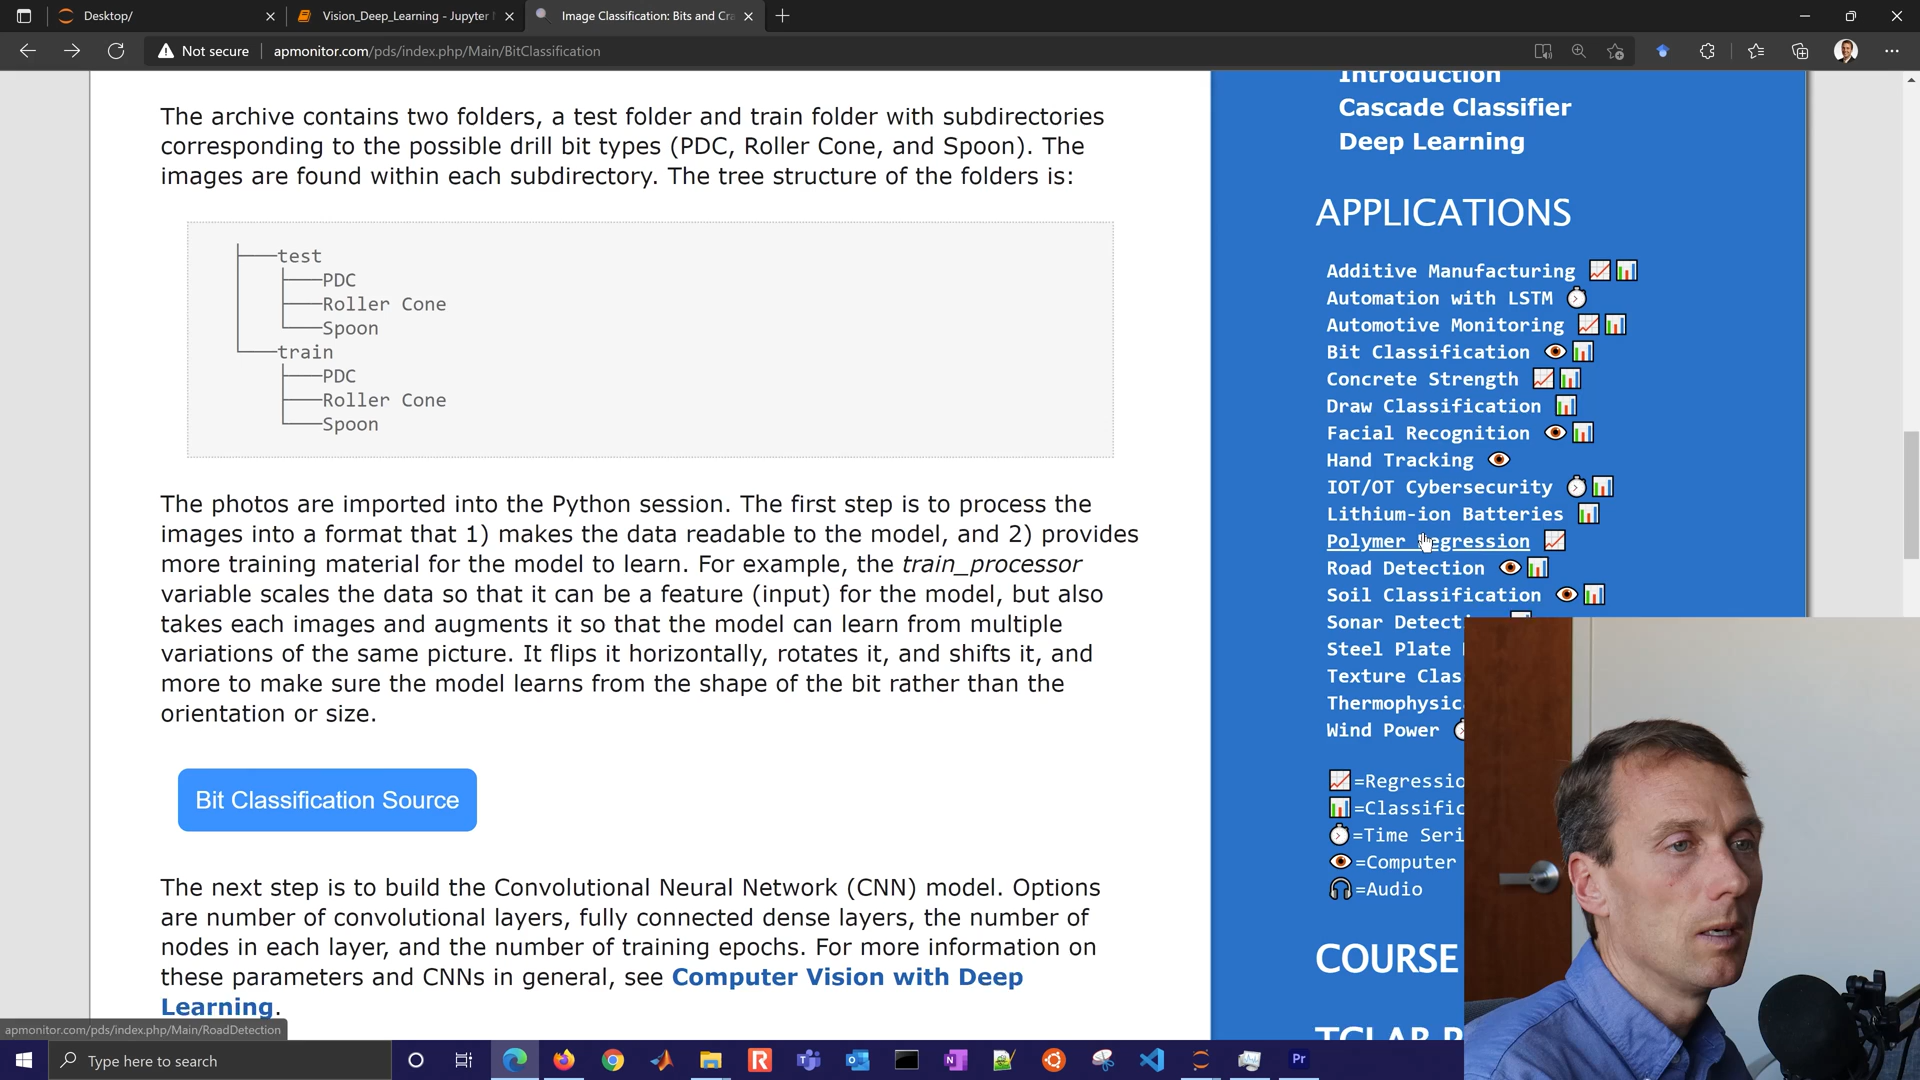 Desktop/
Vision_Deep_Learning - Jupyter
Image Classification: Bits and Cra
Not secure
apmonitor.com/pds/index.php/Main/BitClassification
The archive contains two folders, a test folder and train folder with subdirectories
corresponding to the possible drill bit types (PDC, Roller Cone, and Spoon). The
images are found within each subdirectory. The tree structure of the folders is:
test
PDC
Roller Cone
Spoon
train
PDC
Roller Cone
Spoon
The photos are imported into the Python session. The first step is to process the
images into a format that 1) makes the data readable to the model, and 2) provides
more training material for the model to learn. For example, the train_processor
variable scales the data so that it can be a feature (input) for the model, but also
takes each images and augments it so that the model can learn from multiple
variations of the same picture. It flips it horizontally, rotates it, and shifts it, and
more to make sure the model learns from the shape of the bit rather than the
orientation or size.
Bit Classification Source
The next step is to build the Convolutional Neural Network (CNN) model. Options
are number of convolutional layers, fully connected dense layers, the number of
nodes in each layer, and the number of training epochs. For more information on
these parameters and CNNs in general, see Computer Vision with Deep
Learning.
apmonitor.com/pds/index.php/Main/RoadDetection
Introduction
Cascade Classifier
Deep Learning
APPLICATIONS
Additive Manufacturing
Automation with LSTM
Automotive Monitoring
Bit Classification
Concrete Strength
Draw Classification
Facial Recognition
Hand Tracking
IOT/OT Cybersecurity
Lithium-ion Batteries
Polymer Regression
Road Detection
Soil Classification
Sonar Detect
Steel Plate
Texture Clas
Thermophysic
Wind Power
=Regressio
=Classific
=Time Seri
=Computer
=Audio
COURSE
TCLAB P
Type here to search